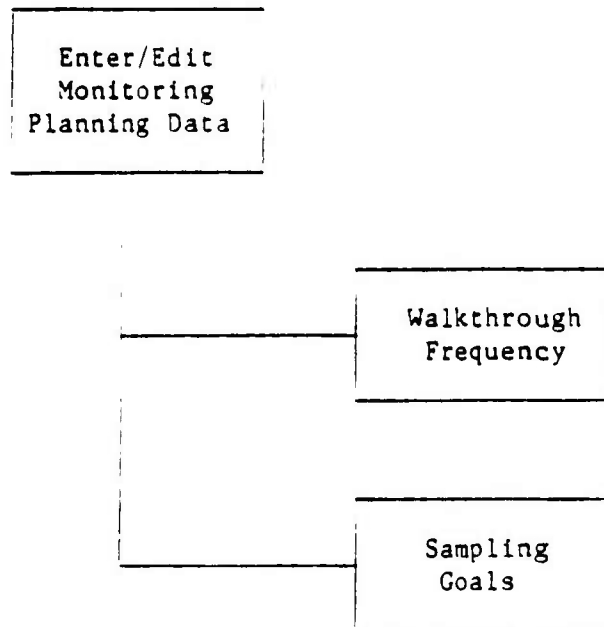 Enter/Edit
Monitoring
Planning Data
Walkthrough
Frequency
Sampling
Goals